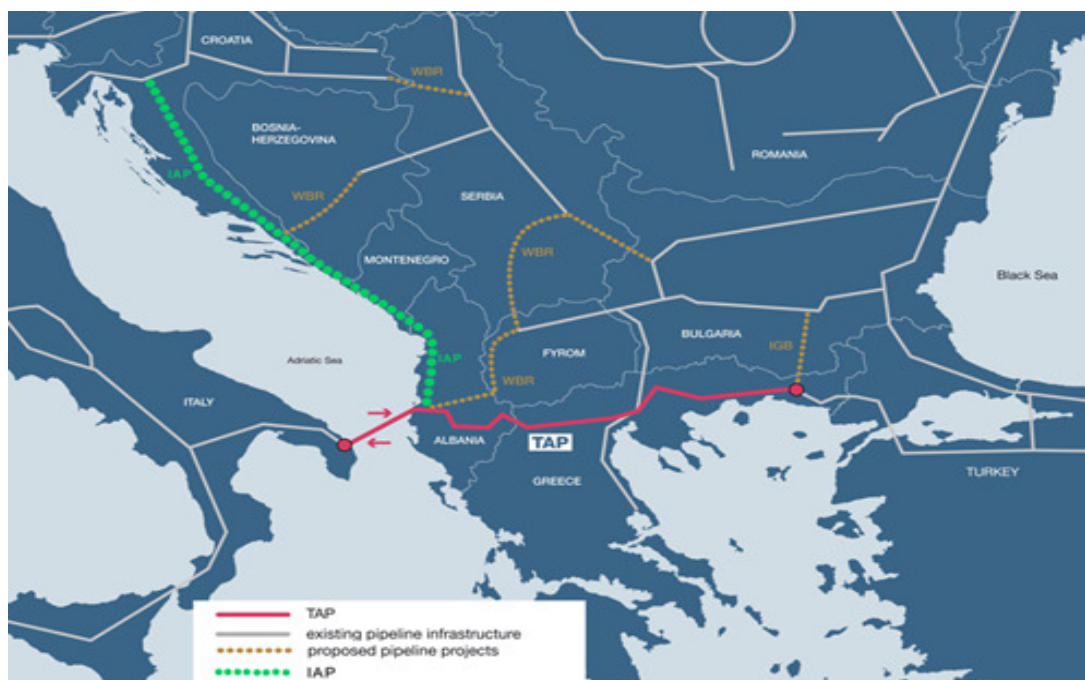 CROATIA
WBR
BOSNIA-
HERZEGOVINA
ROMANIA
IAP
WBR
SERBIA
MONTENEGRO
WBR
Black Sea
BULGARIA
Adriatic Sea
IAP
FYROM
IGB
WBR
ITALY
ALBANIA
TAP
TURKEY
GREECE
TAP
existing pipeline infrastructure
proposed pipeline projects
IAP